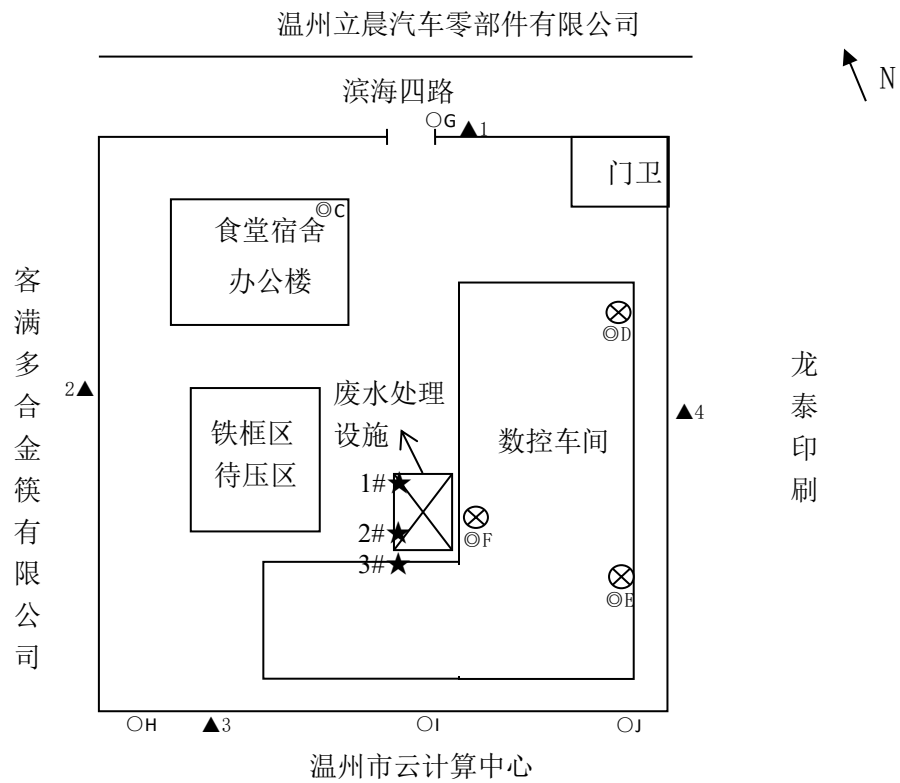 温州立晨汽车零部件有限公司
滨海四路
N
○G
▲1
门卫
◎C
食堂宿舍
办公楼
客满多合金筷有限公司
2▲
◎D
龙泰印刷
▲4
废水处理
设施
铁框区
待压区
数控车间
1#★
2#★
3#★
◎F
◎E
○H
▲3
○I
○J
温州市云计算中心